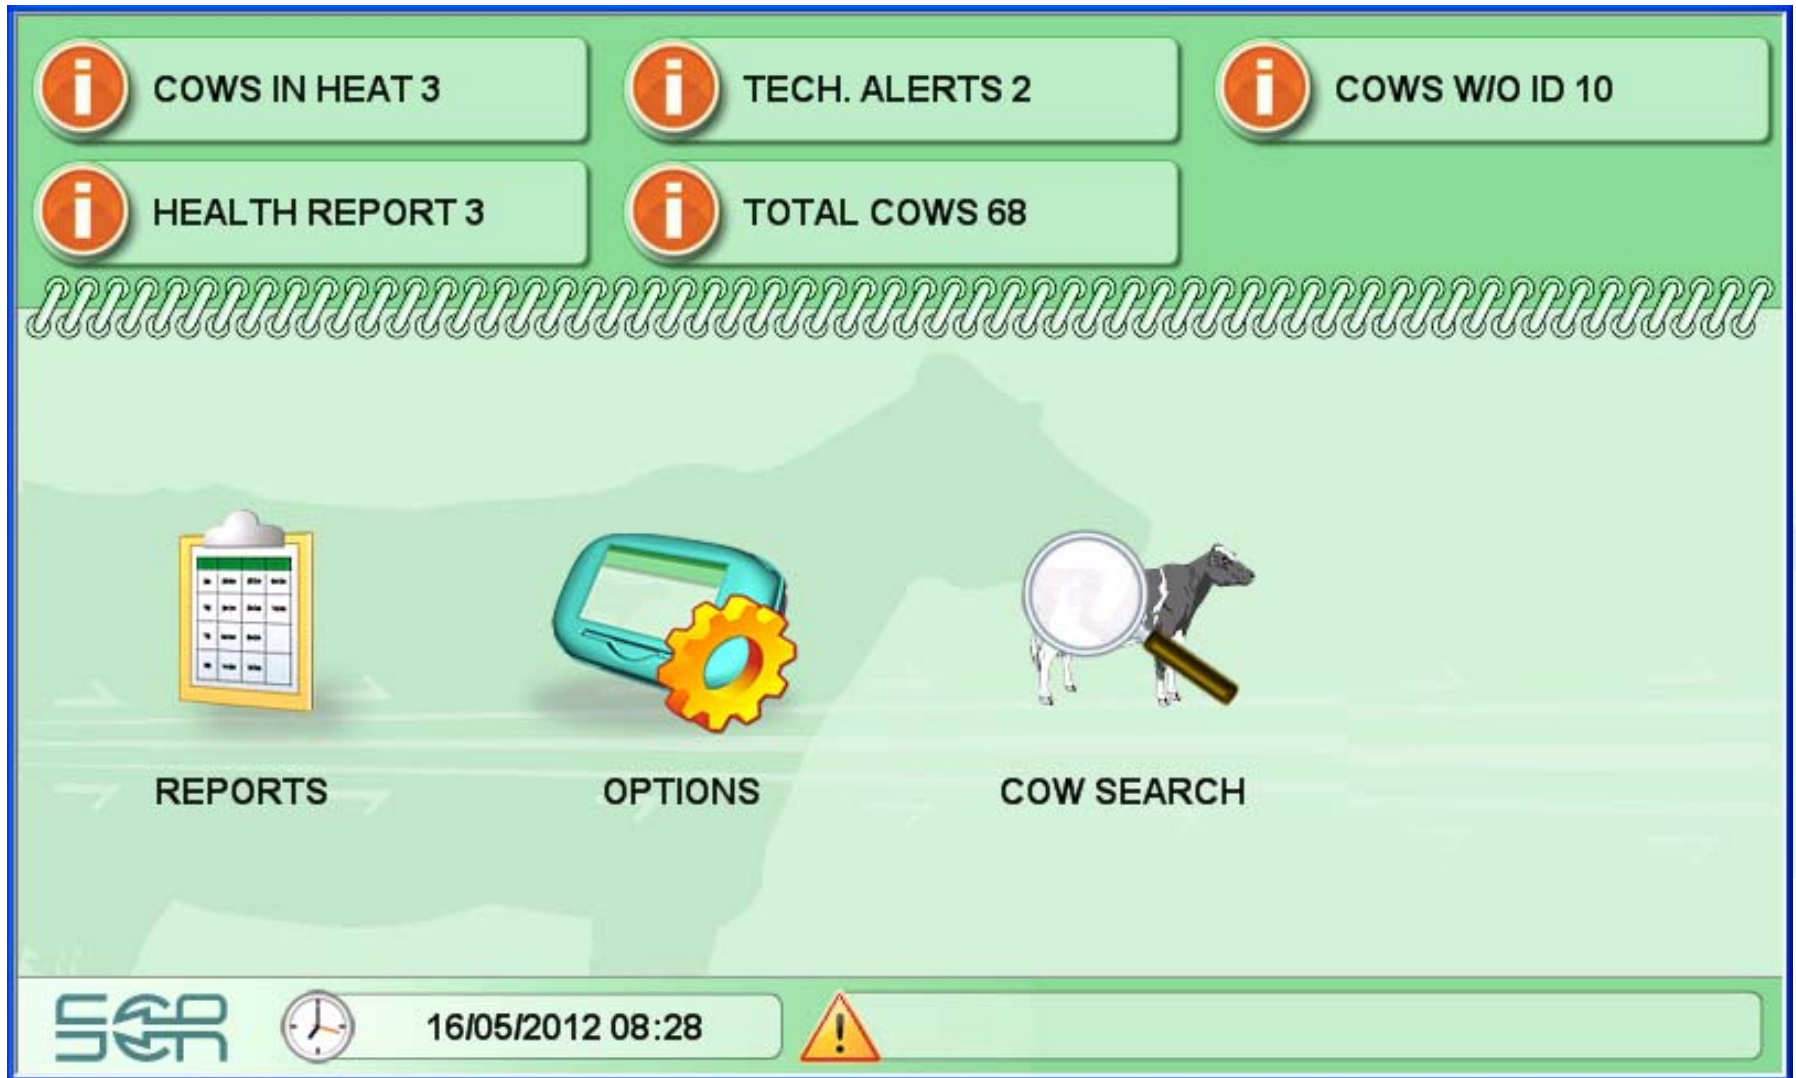 COWS IN HEAT 3
TECH. ALERTS 2
COWS W/O ID 10
HEALTH REPORT 3
TOTAL COWS 68
REPORTS
OPTIONS
COW SEARCH
SCR
16/05/2012 08:28